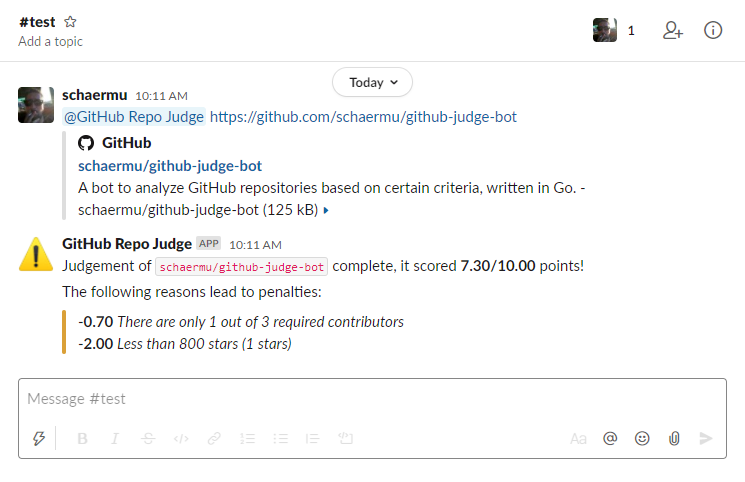 #test
1
Add a topic
Today
schaermu 10:11 AM
@GitHub Repo Judge https://github.com/schaermu/github-judge-bot
GitHub
schaermu/github-judge-bot
A bot to analyze GitHub repositories based on certain criteria, written in Go. -
schaermu/github-judge-bot (125 kB)
GitHub Repo Judge APP 10:11 AM
Judgement of schaermu/github-judge-bot complete, it scored 7.30/10.00 points!
The following reasons lead to penalties:
-0.70 There are only 1 out of 3 required contributors
-2.00 Less than 800 stars (1 stars)
Message #test
B I S </> Aa @